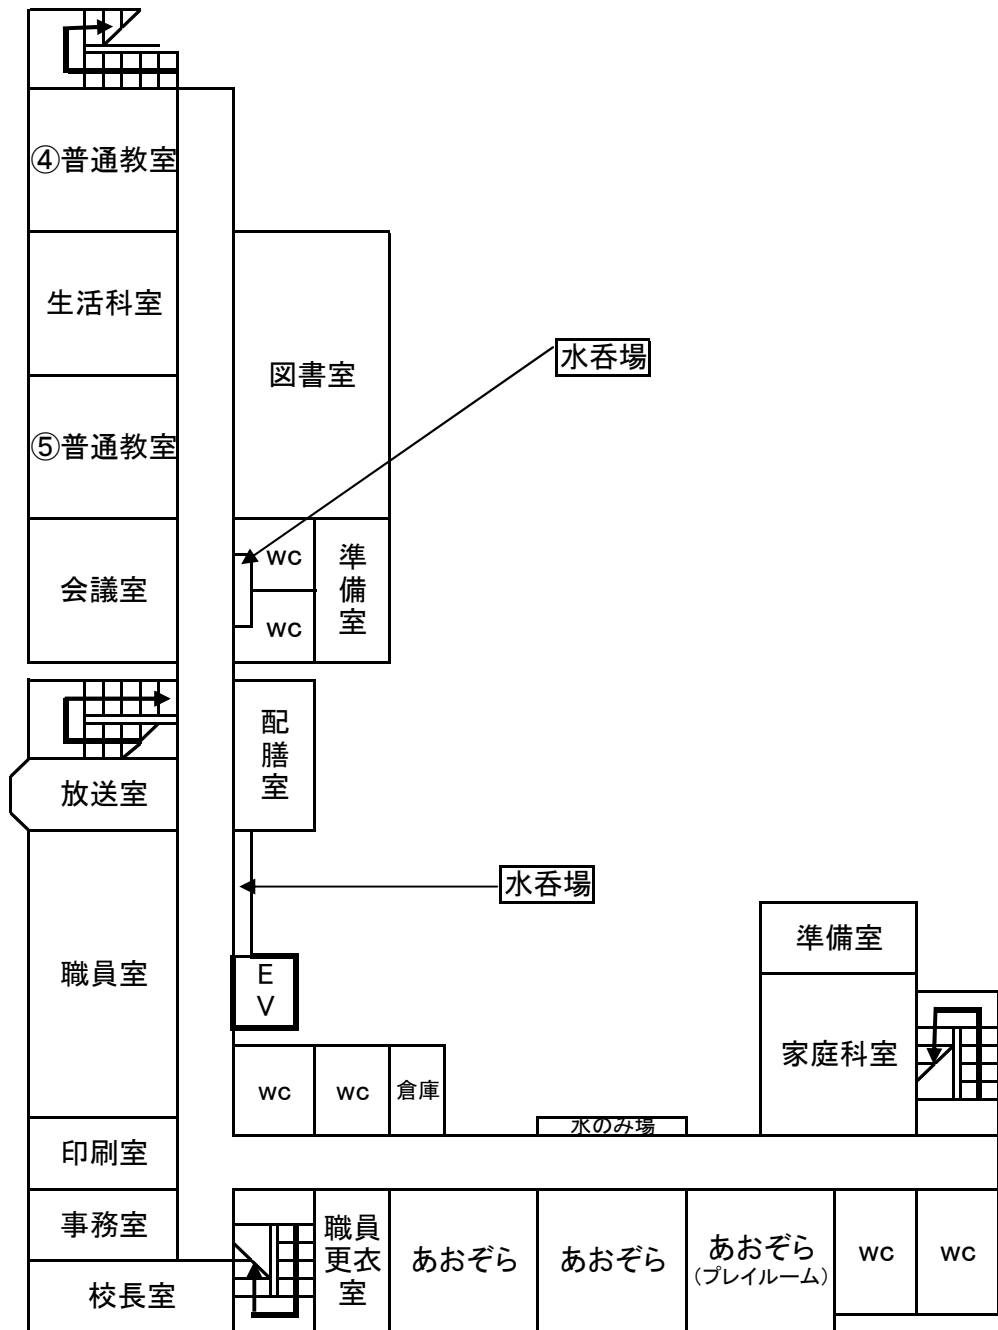 ④普通教室
生活科室
図書室
水呑場
⑤普通教室
会議室
WC
WC
準備室
配膳室
放送室
水呑場
職員室
EV
準備室
家庭科室
WC
WC
倉庫
水のみ場
印刷室
事務室
校長室
職員
更衣
室
あおぞら
あおぞら
あおぞら
(プレイルーム)
WC
WC